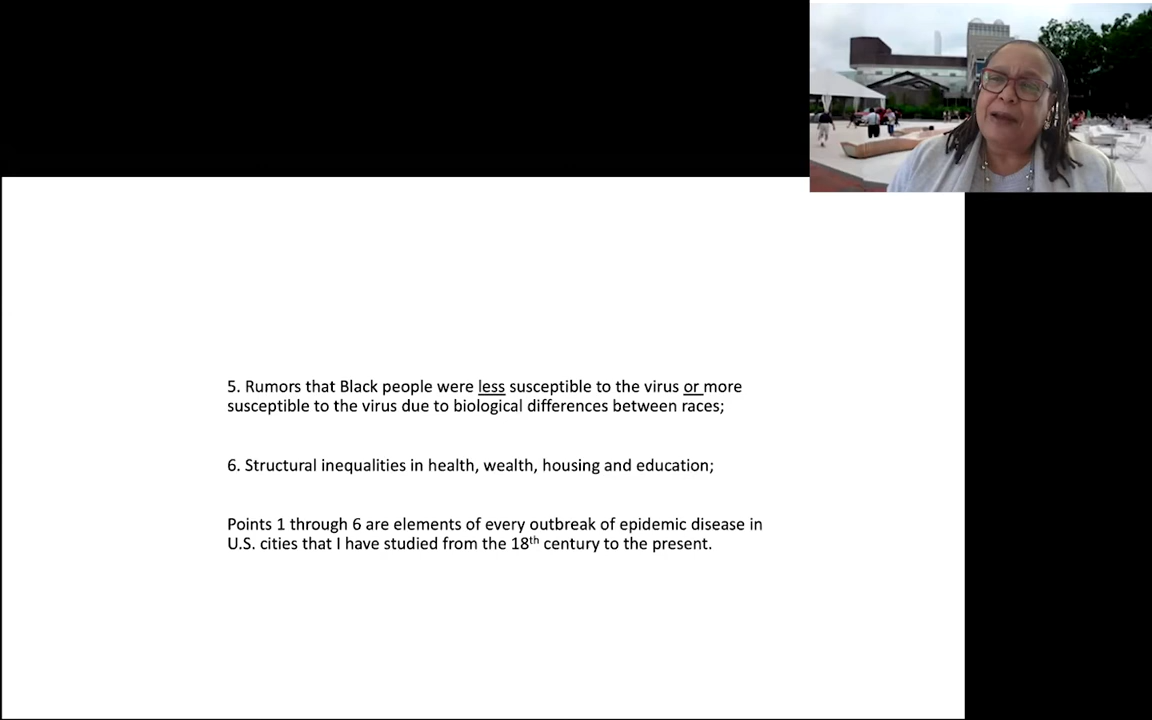 5. Rumors that Black people were less susceptible to the virus or more
susceptible to the virus due to biological differences between races;
6. Structural inequalities in health, wealth, housing and education;
Points 1 through 6 are elements of every outbreak of epidemic disease in
U.S. cities that I have studied from the 18th century to the present.